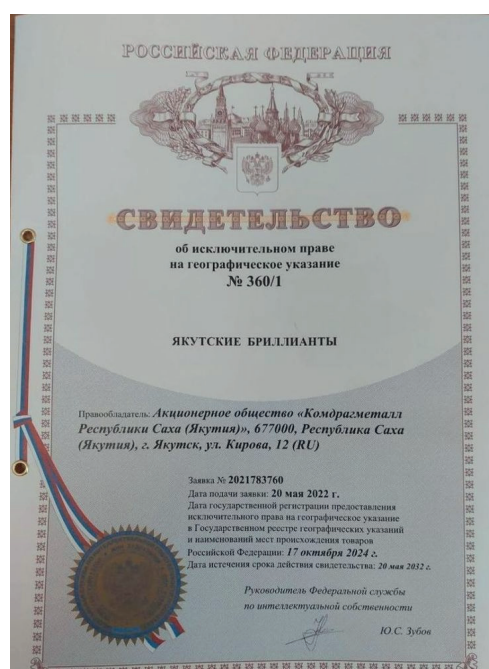 РОССИЙСКАЯ ФЕДЕРАЦИЯ
СВИДЕТЕЛЬСТВО
об исключительном праве
на географическое указание
№ 360/1
ЯКУТСКИЕ БРИЛЛИАНТЫ
Правообладатель: Акционерное общество «Комдрагметалл
Республики Саха (Якутия)», 677000, Республика Саха
(Якутия), г. Якутск, ул. Кирова, 12 (RU)
Заявка № 2021783760
Дата подачи заявки: 20 мая 2022 г.
Дата государственной регистрации предоставления
исключительного права на географическое указание
в Государственном реестре географических указаний
и наименований мест происхождения товаров
Российской Федерации: 17 октября 2024 г.
Дата истечения срока действия свидетельства: 20 мая 2032 г.
Руководитель Федеральной службы
по интеллектуальной собственности
Ю.С. Зубов